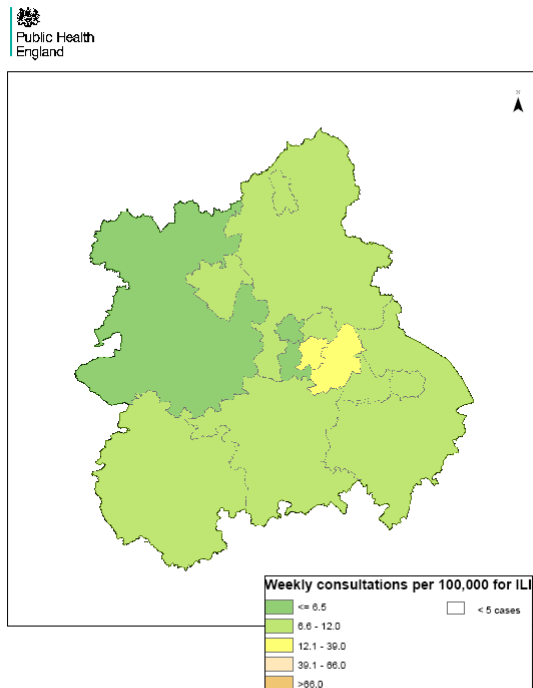 Public Health
England
N
Weekly consultations per 100,000 for ILI
<= 6.5
< 5 cases
6.6 - 12.0
12.1 - 39.0
39.1 - 66.0
>66.0